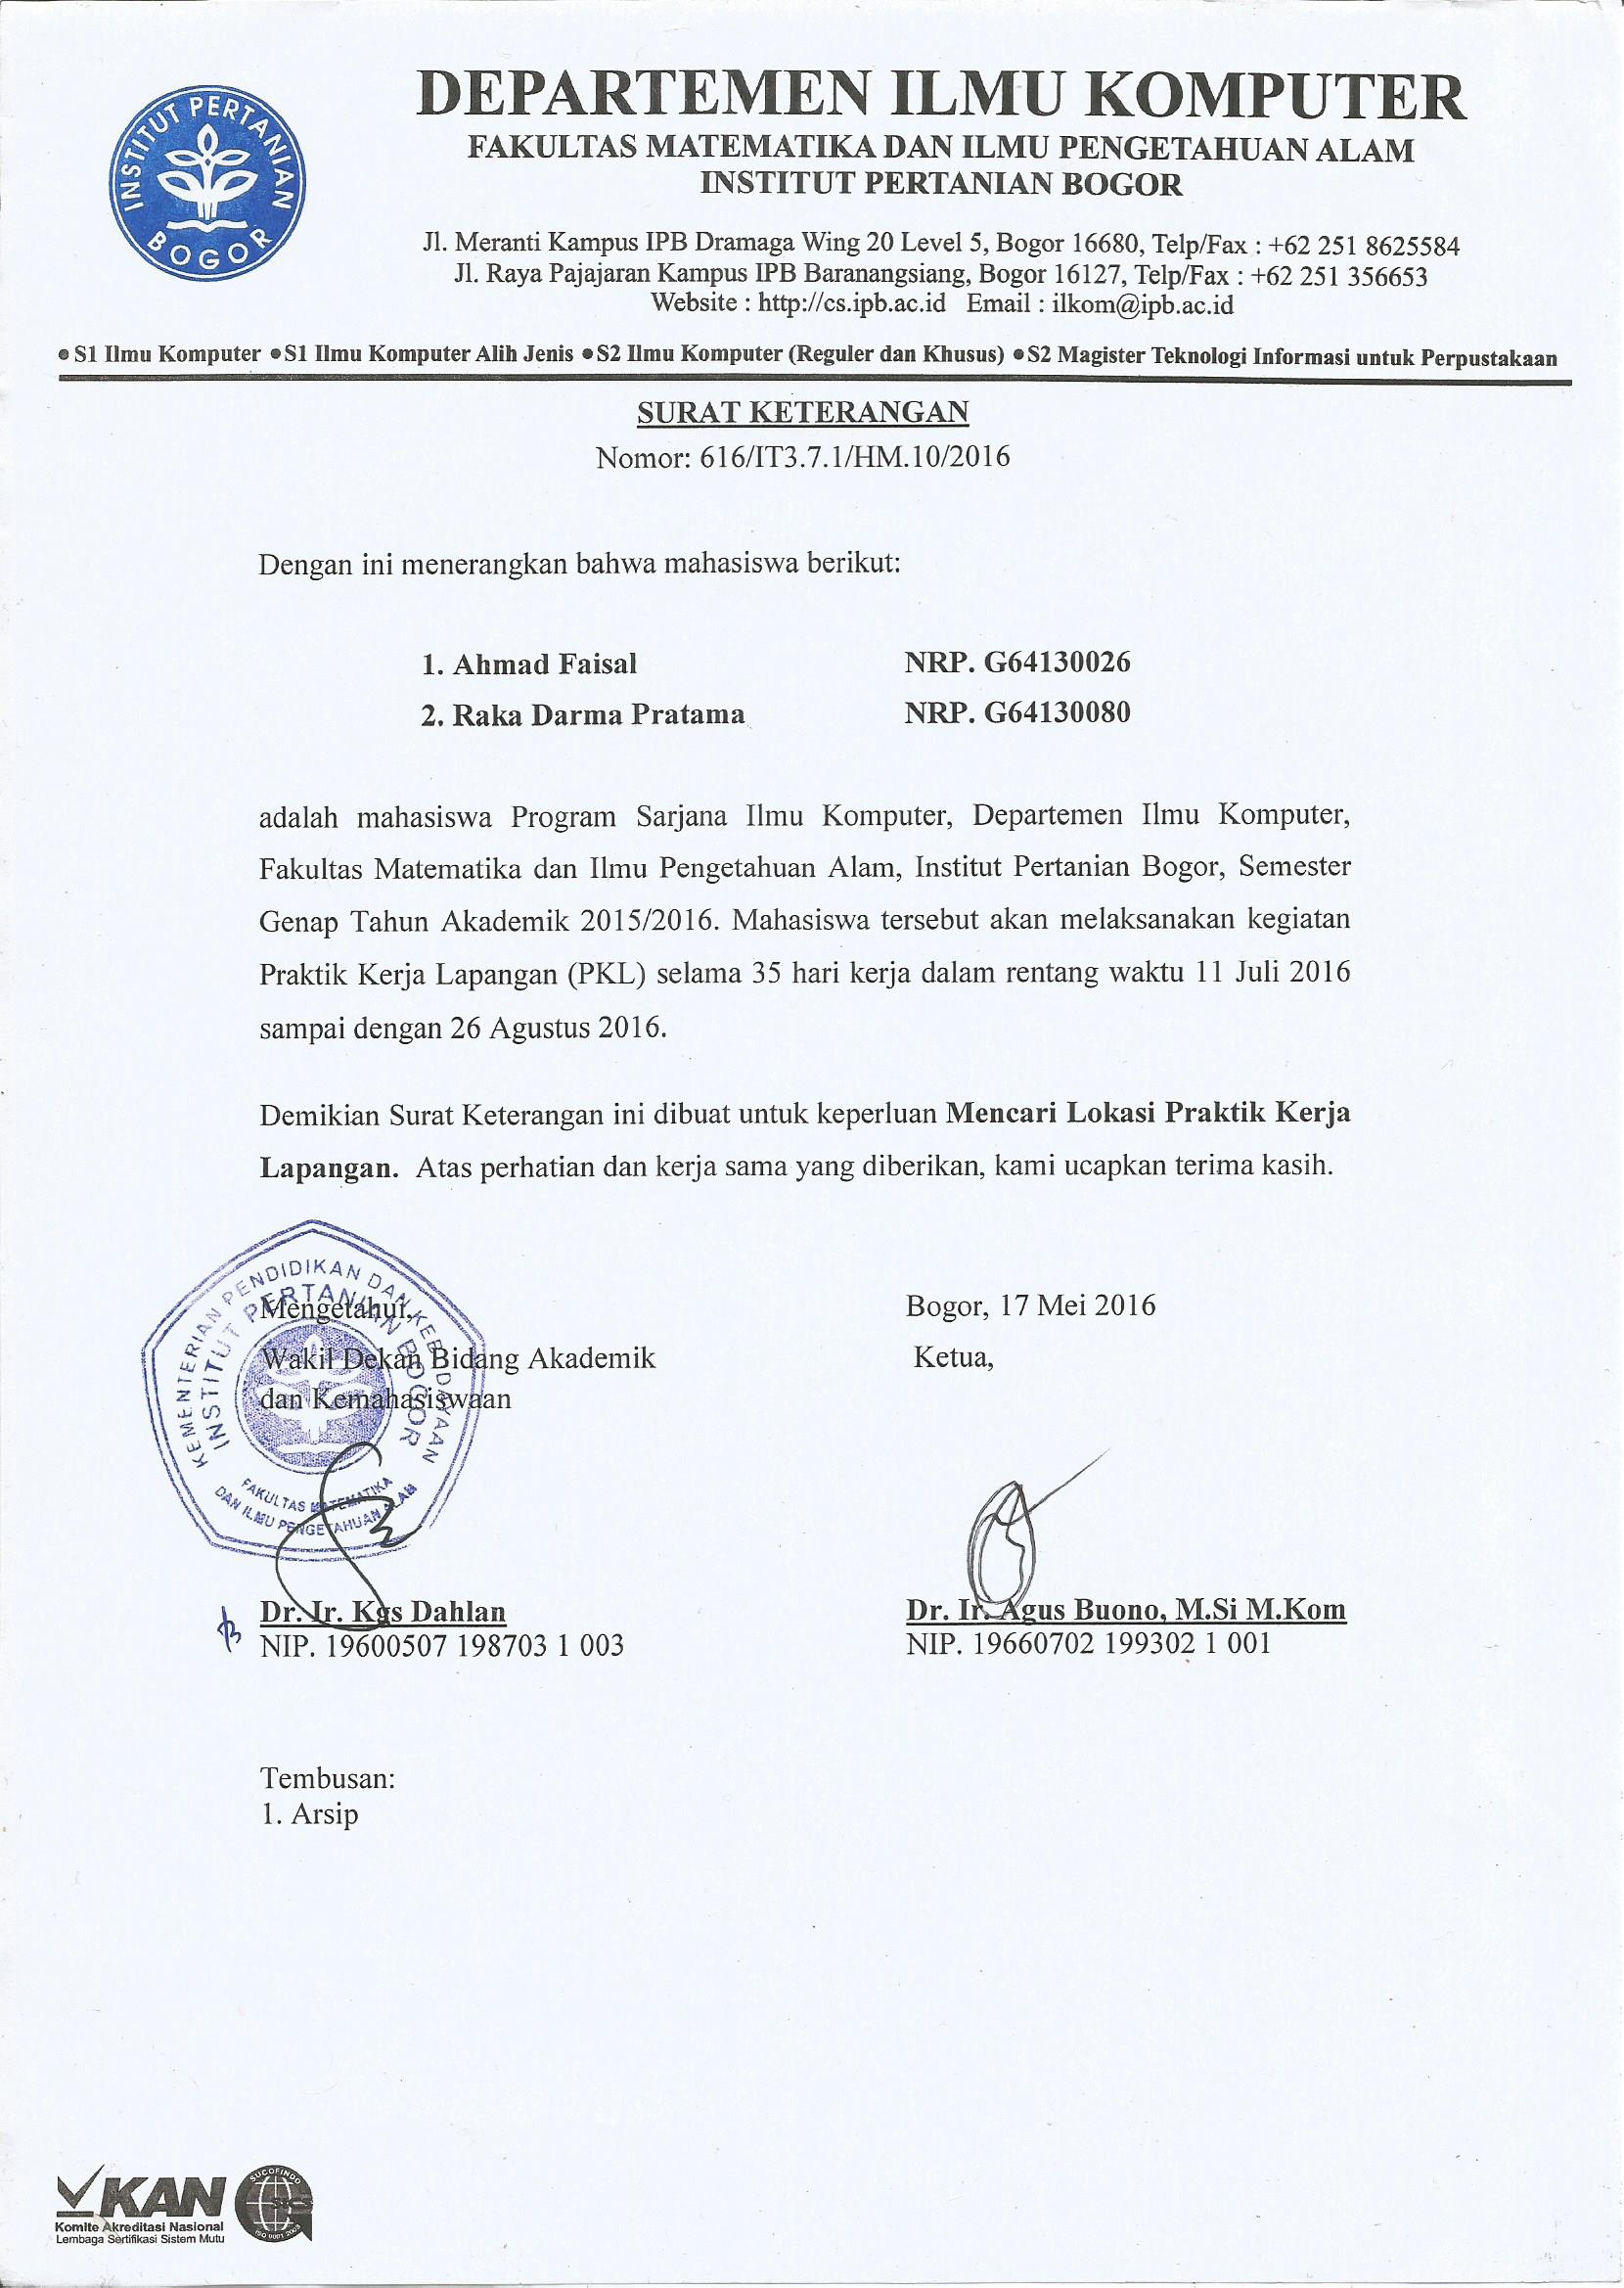 INSTITUT PERTANIAN
BOGOR
DEPARTEMEN ILMU KOMPUTER
FAKULTAS MATEMATIKA DAN ILMU PENGETAHUAN ALAM
INSTITUT PERTANIAN BOGOR
Jl. Meranti Kampus IPB Dramaga Wing 20 Level 5, Bogor 16680, Telp/Fax : +62 251 8625584
Jl. Raya Pajajaran Kampus IPB Baranangsiang, Bogor 16127, Telp/Fax : +62 251 356653
Website : http://cs.ipb.ac.id Email : ilkom@ipb.ac.id
● S1 Ilmu Komputer ● S1 Ilmu Komputer Alih Jenis ● S2 Ilmu Komputer (Reguler dan Khusus) ● S2 Magister Teknologi Informasi untuk Perpustakaan
SURAT KETERANGAN
Nomor: 616/IT3.7.1/HM.10/2016
Dengan ini menerangkan bahwa mahasiswa berikut:
1. Ahmad Faisal NRP. G64130026
2. Raka Darma Pratama NRP. G64130080
adalah mahasiswa Program Sarjana Ilmu Komputer, Departemen Ilmu Komputer,
Fakultas Matematika dan Ilmu Pengetahuan Alam, Institut Pertanian Bogor, Semester
Genap Tahun Akademik 2015/2016. Mahasiswa tersebut akan melaksanakan kegiatan
Praktik Kerja Lapangan (PKL) selama 35 hari kerja dalam rentang waktu 11 Juli 2016
sampai dengan 26 Agustus 2016.
Demikian Surat Keterangan ini dibuat untuk keperluan Mencari Lokasi Praktik Kerja
Lapangan. Atas perhatian dan kerja sama yang diberikan, kami ucapkan terima kasih.
KEMENTERIAN PENDIDIKAN DAN KEBUDAYAAN
INSTITUT PERTANIAN BOGOR
FAKULTAS MATEMATIKA
DAN ILMU PENGETAHUAN ALAM
Mengetahui,
Wakil Dekan Bidang Akademik
dan Kemahasiswaan
Dr. Ir. Kgs Dahlan
NIP. 19600507 198703 1 003
Bogor, 17 Mei 2016
Ketua,
Dr. Ir. Agus Buono, M.Si M.Kom
NIP. 19660702 199302 1 001
Tembusan:
1. Arsip
KAN
Komite Akreditasi Nasional
Lembaga Sertifikasi Sistem Mutu
SUCOFINDO
SICS